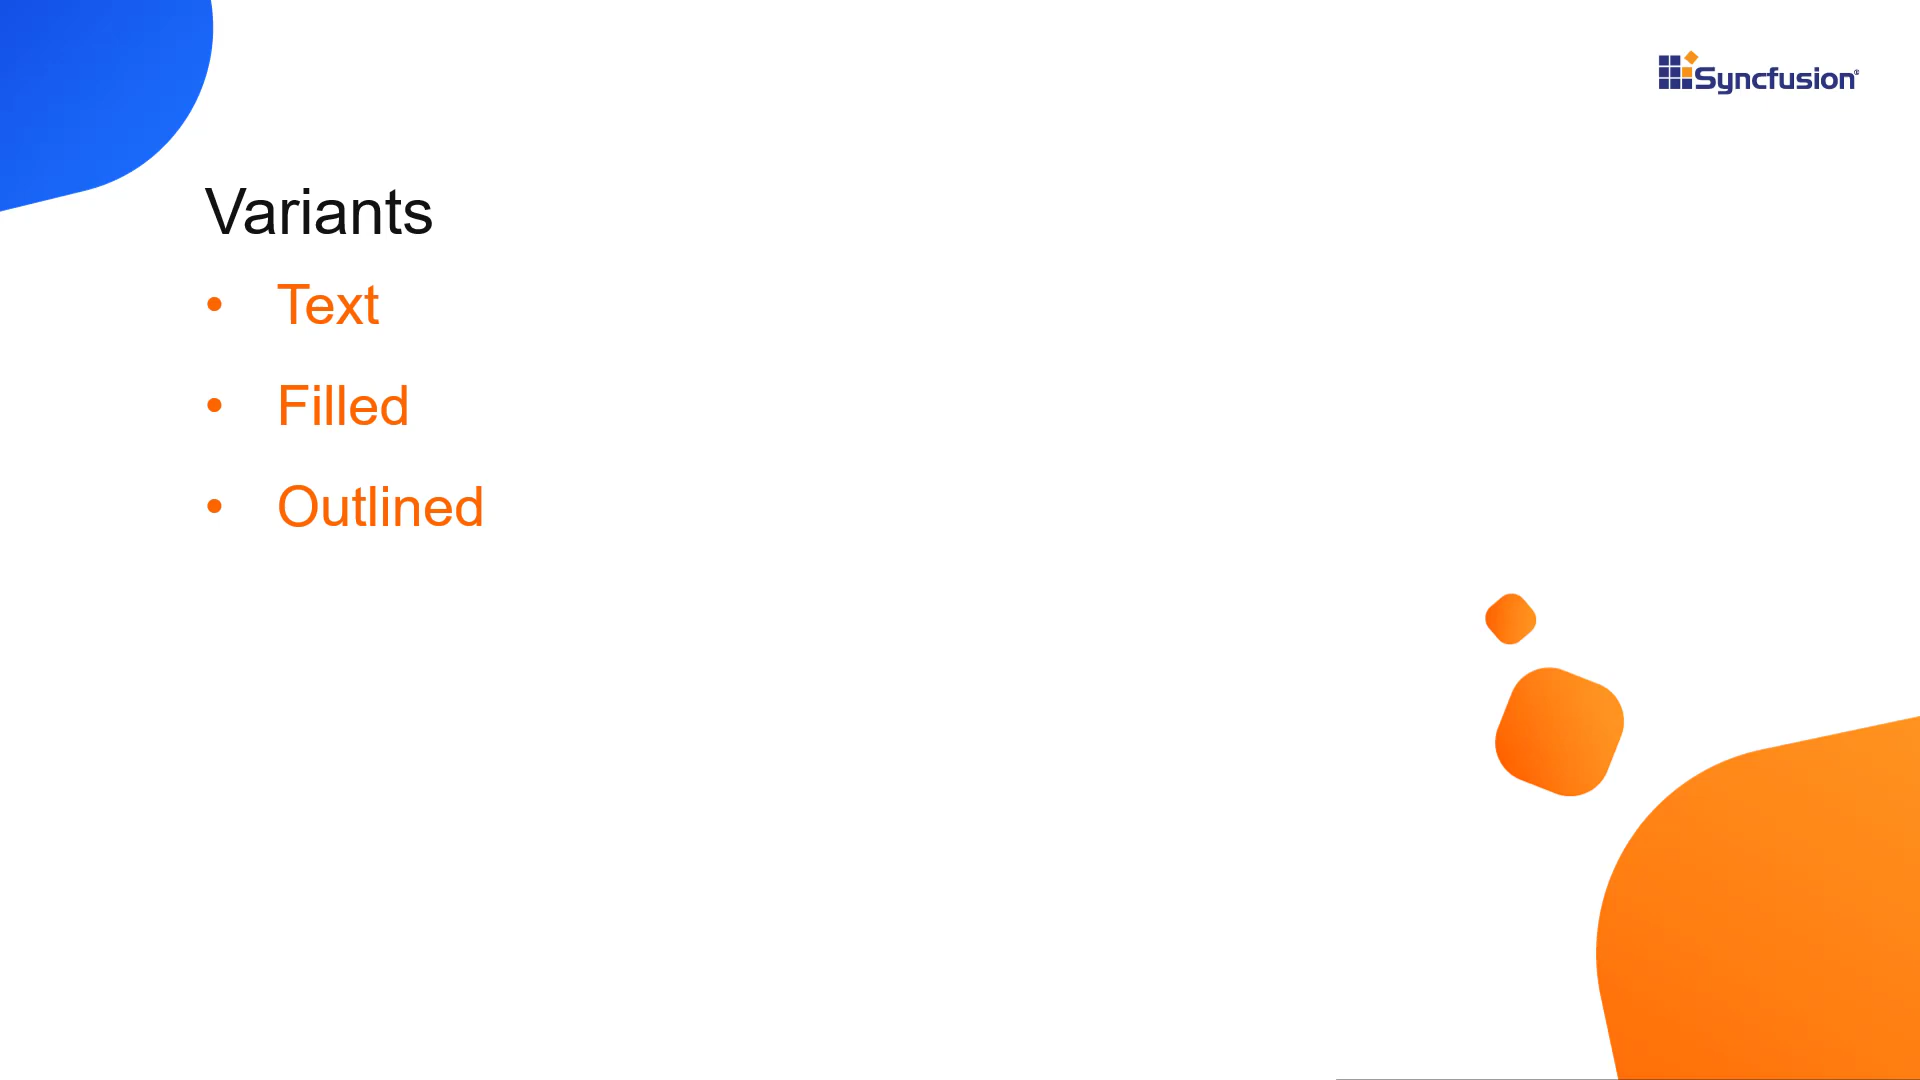 Syncfusion®
Variants
• Text
• Filled
• Outlined